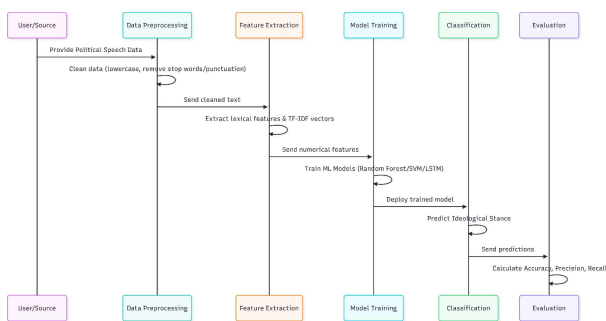 User/Source Data Preprocessing Feature Extraction Model Training Classification Evaluation
Provide Political Speech Data
Clean data (lowercase, remove stop words/punctuation)
Send cleaned text
Extract lexical features & TF-IDF vectors
Send numerical features
Train ML Models (Random Forest/SVM/LSTM)
Deploy trained model
Predict Ideological Stance
Send predictions
Calculate Accuracy, Precision, Recall
User/Source Data Preprocessing Feature Extraction Model Training Classification Evaluation